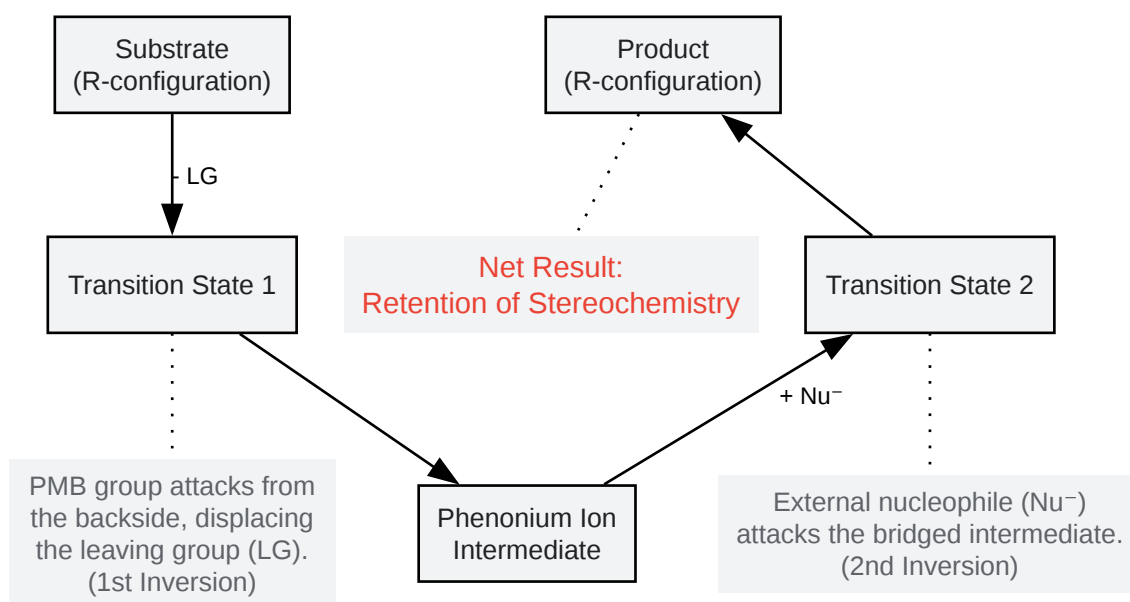 Substrate
(R-configuration)
Product
(R-configuration)
- LG
Transition State 1
Net Result:
Retention of Stereochemistry
Transition State 2
+ Nu⁻
PMB group attacks from
the backside, displacing
the leaving group (LG).
(1st Inversion)
Phenonium Ion
Intermediate
External nucleophile (Nu⁻)
attacks the bridged intermediate.
(2nd Inversion)